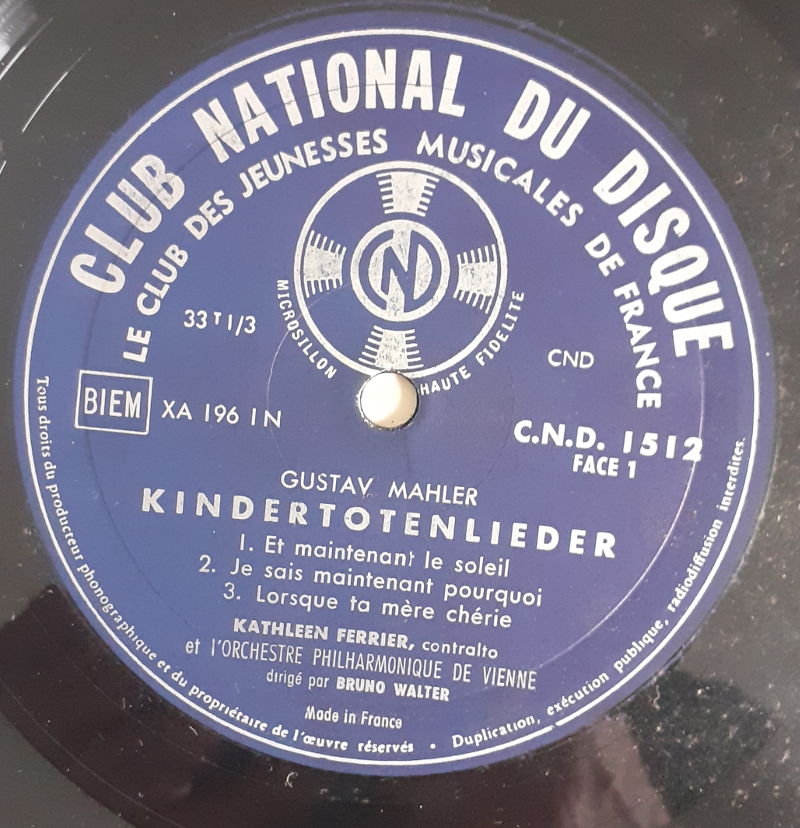 CLUB NATIONAL DU DISQUE
LE CLUB DES JEUNESSES MUSICALES DE FRANCE
N
MICROSILLON HAUTE FIDELITE
33 T 1/3
CND
BIEM XA 196 1 N
C.N.D. 1512
FACE 1
GUSTAV MAHLER
KINDERTOTENLIEDER
1. Et maintenant le soleil
2. Je sais maintenant pourquoi
3. Lorsque ta mère chérie
KATHLEEN FERRIER, contralto
et l'ORCHESTRE PHILHARMONIQUE DE VIENNE
dirigé par BRUNO WALTER
Made in France
Tous droits du producteur phonographique et du propriétaire de l'œuvre réservés • Duplication, exécution publique, radiodiffusion interdites.